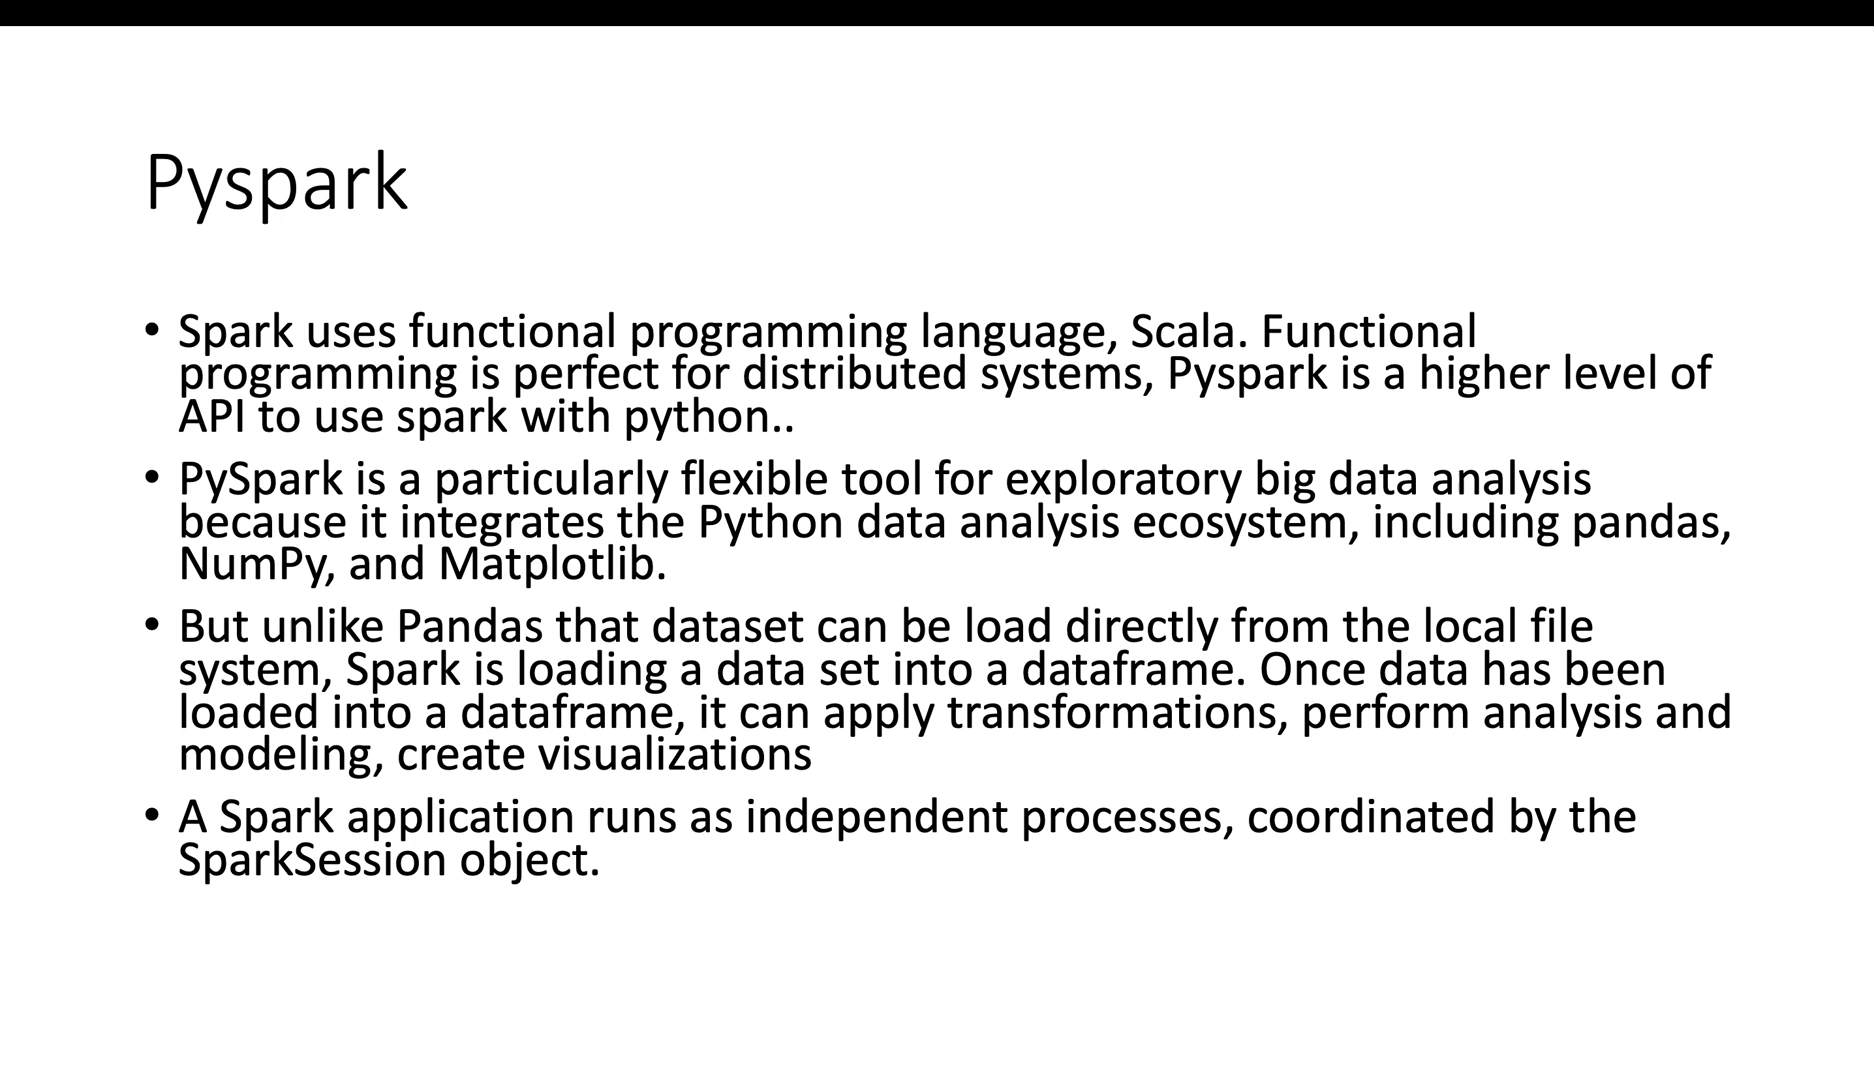 Pyspark
• Spark uses functional programming language, Scala. Functional
programming is perfect for distributed systems, Pyspark is a higher level of
API to use spark with python..
• PySpark is a particularly flexible tool for exploratory big data analysis
because it integrates the Python data analysis ecosystem, including pandas,
NumPy, and Matplotlib.
• But unlike Pandas that dataset can be load directly from the local file
system, Spark is loading a data set into a dataframe. Once data has been
loaded into a dataframe, it can apply transformations, perform analysis and
modeling, create visualizations
• A Spark application runs as independent processes, coordinated by the
SparkSession object.